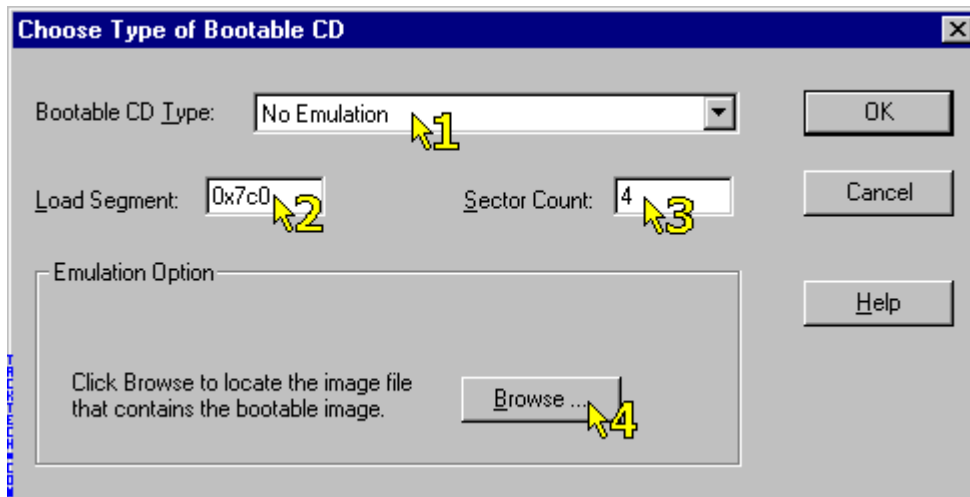 Choose Type of Bootable CD
Bootable CD Type: No Emulation 1 OK
Load Segment: 0x7c0 2 Sector Count: 4 3 Cancel
Emulation Option
Help
Click Browse to locate the image file
that contains the bootable image.
Browse ... 4